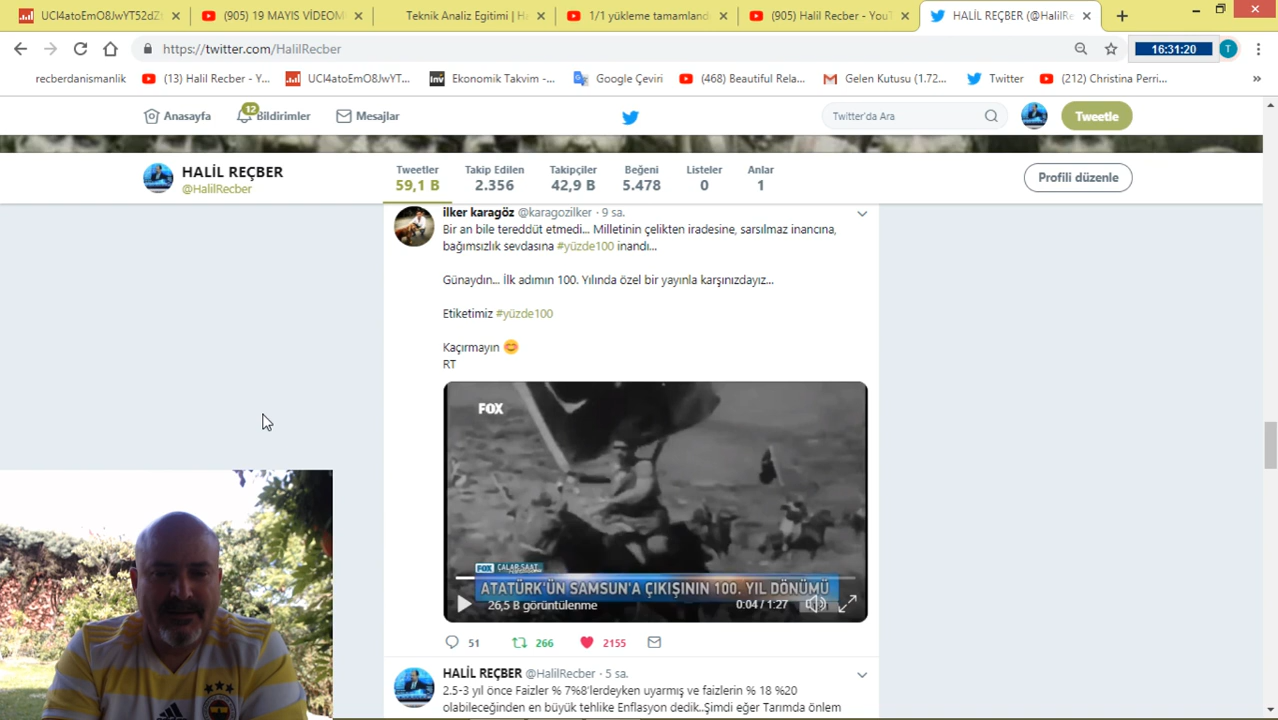 UCI4atoEmO8JwYT52dZ
(905) 19 MAYIS VİDEOM
Teknik Analiz Egitimi | H
1/1 yükleme tamamland
(905) Halil Recber - YouT
HALİL REÇBER (@HalilRe
https://twitter.com/HalilRecber
16:31:20
T
recberdanismanlik
(13) Halil Recber - Y...
UCI4atoEmO8JwYT...
Inv
Ekonomik Takvim -...
Google Çeviri
(468) Beautiful Rela...
Gelen Kutusu (1.72...
Twitter
(212) Christina Perri...
»
Anasayfa
12
Bildirimler
Mesajlar
Twitter'da Ara
Tweetle
HALİL REÇBER
@HalilRecber
Tweetler
59,1 B
Takip Edilen
2.356
Takipçiler
42,9 B
Beğeni
5.478
Listeler
0
Anlar
1
Profili düzenle
ilker karagöz @karagozilker · 9 sa.
Bir an bile tereddüt etmedi... Milletinin çelikten iradesine, sarsılmaz inancına,
bağımsızlık sevdasına #yüzde100 inandı...
Günaydın... İlk adımın 100. Yılında özel bir yayınla karşınızdayız...
Etiketimiz #yüzde100
Kaçırmayın 😊
RT
FOX
FOX ÇALAR SAAT
ATATÜRK'ÜN SAMSUN'A ÇIKIŞININ 100. YIL DÖNÜMÜ
26,5 B görüntülenme
0:04 / 1:27
51
266
2155
HALİL REÇBER @HalilRecber · 5 sa.
2.5-3 yıl önce Faizler % 7%8'lerdeyken uyarmış ve faizlerin % 18 %20
olabileceğinden en büyük tehlike Enflasyon dedik..Şimdi eğer Tarımda önlem